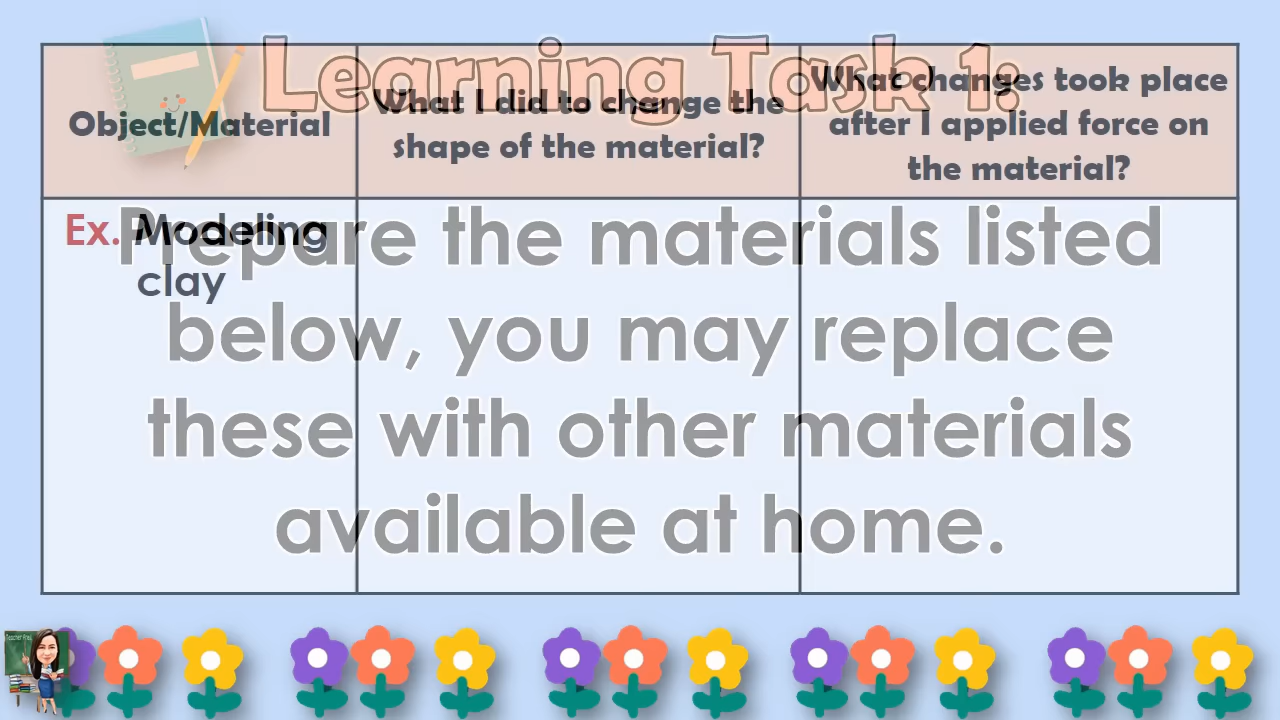 Learning Task 1:
Prepare the materials listed
below, you may replace
these with other materials
available at home.
Object/Material
What I did to change the
shape of the material?
What changes took place
after I applied force on
the material?
Ex. Modeling
clay